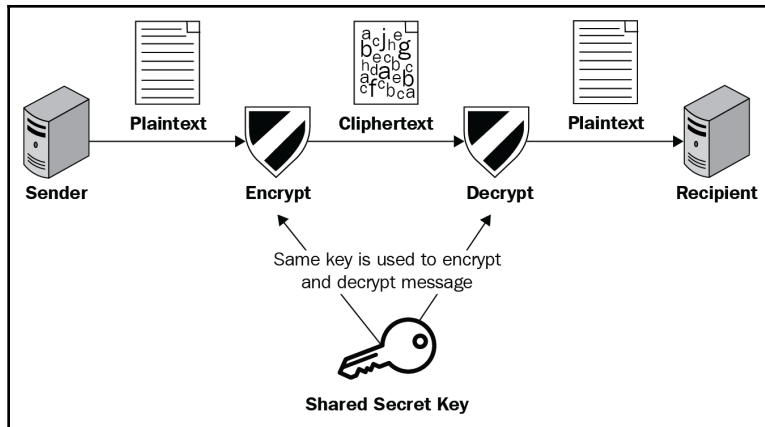 Plaintext
Cliphertext
Plaintext
Sender
Encrypt
Decrypt
Recipient
Same key is used to encrypt
and decrypt message
Shared Secret Key